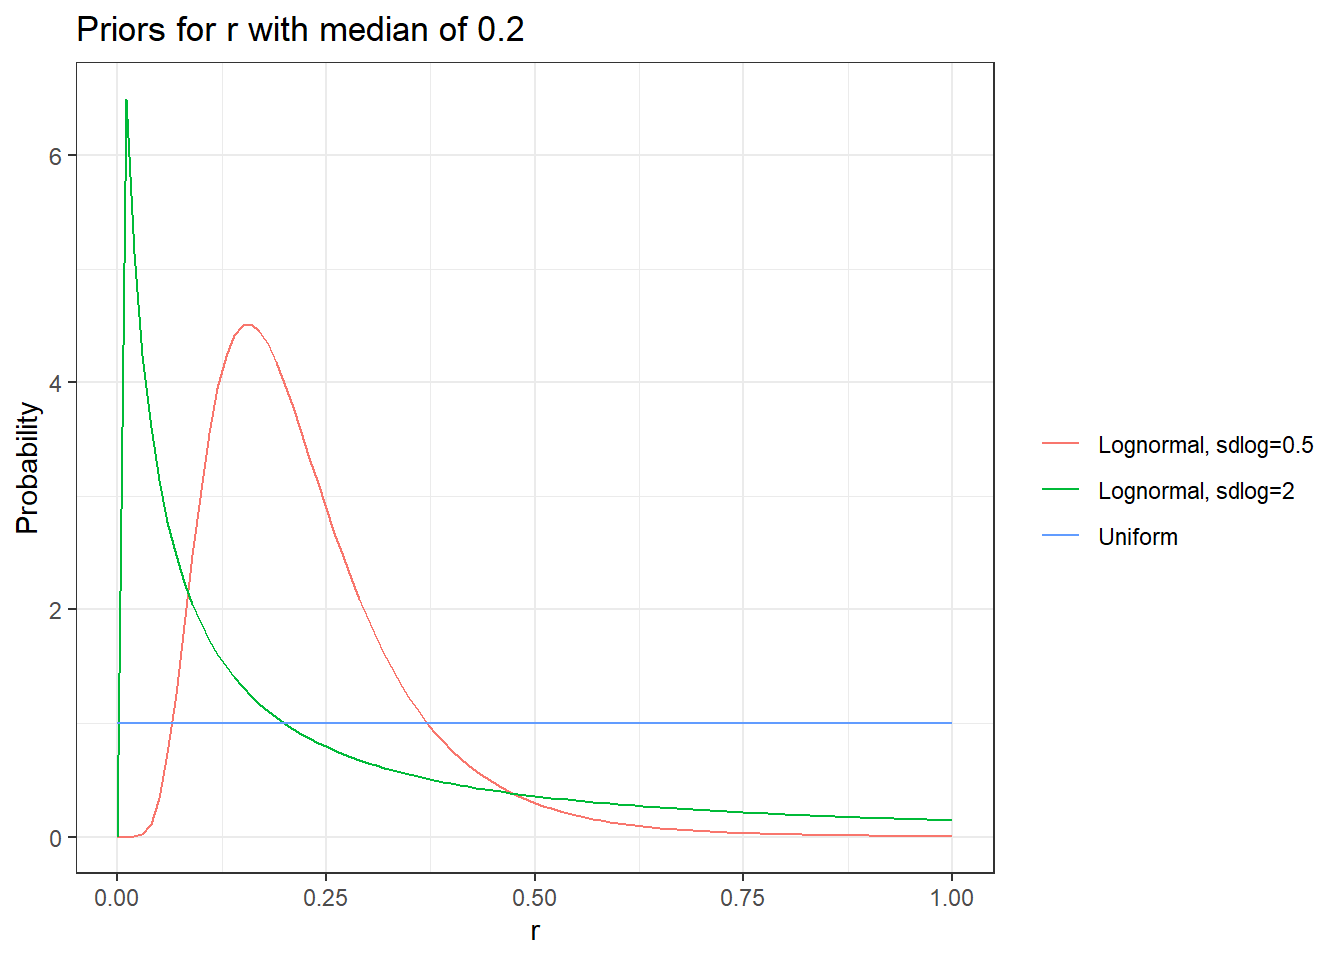 Priors for r with median of 0.2
6
4
2
0
Probability
0.00 0.25 0.50 0.75 1.00
r
Lognormal, sdlog=0.5
Lognormal, sdlog=2
Uniform